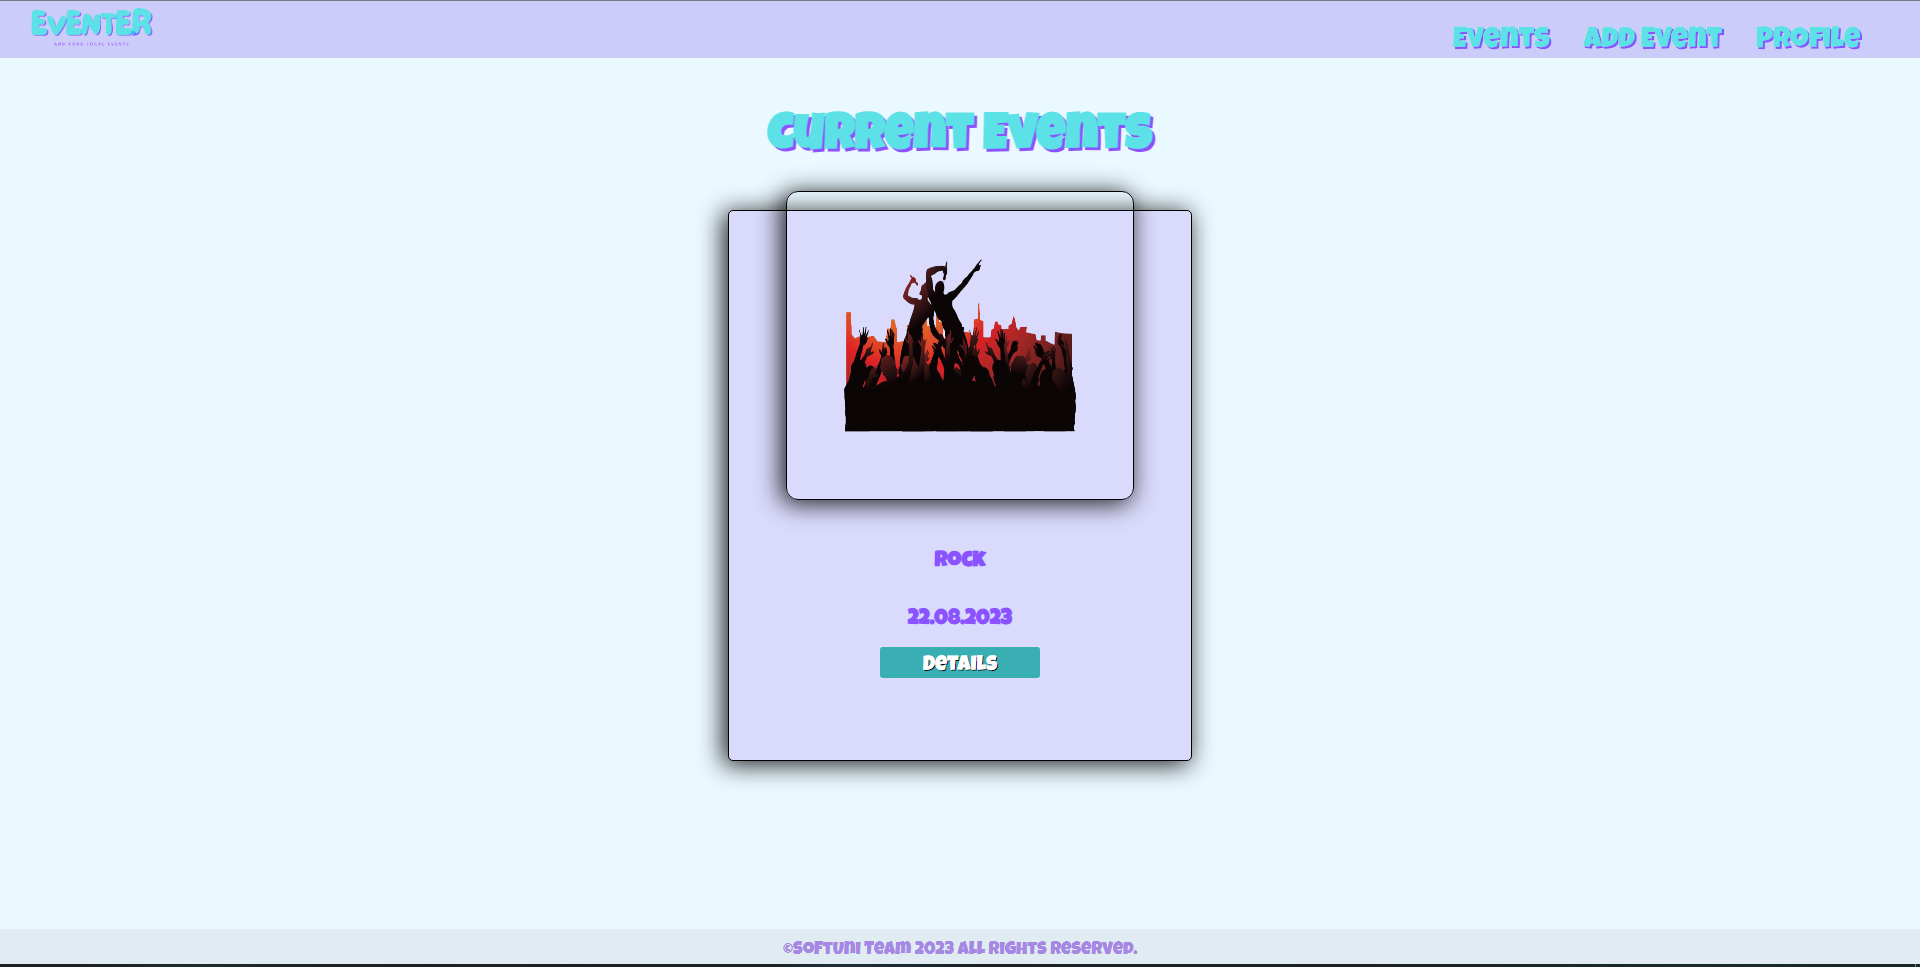 EVENTER
ADD YOUR LOCAL EVENTS
Events
Add Event
Profile
Current Events
Rock
22.08.2023
Details
©SoftUni Team 2023 All Rights Reserved.